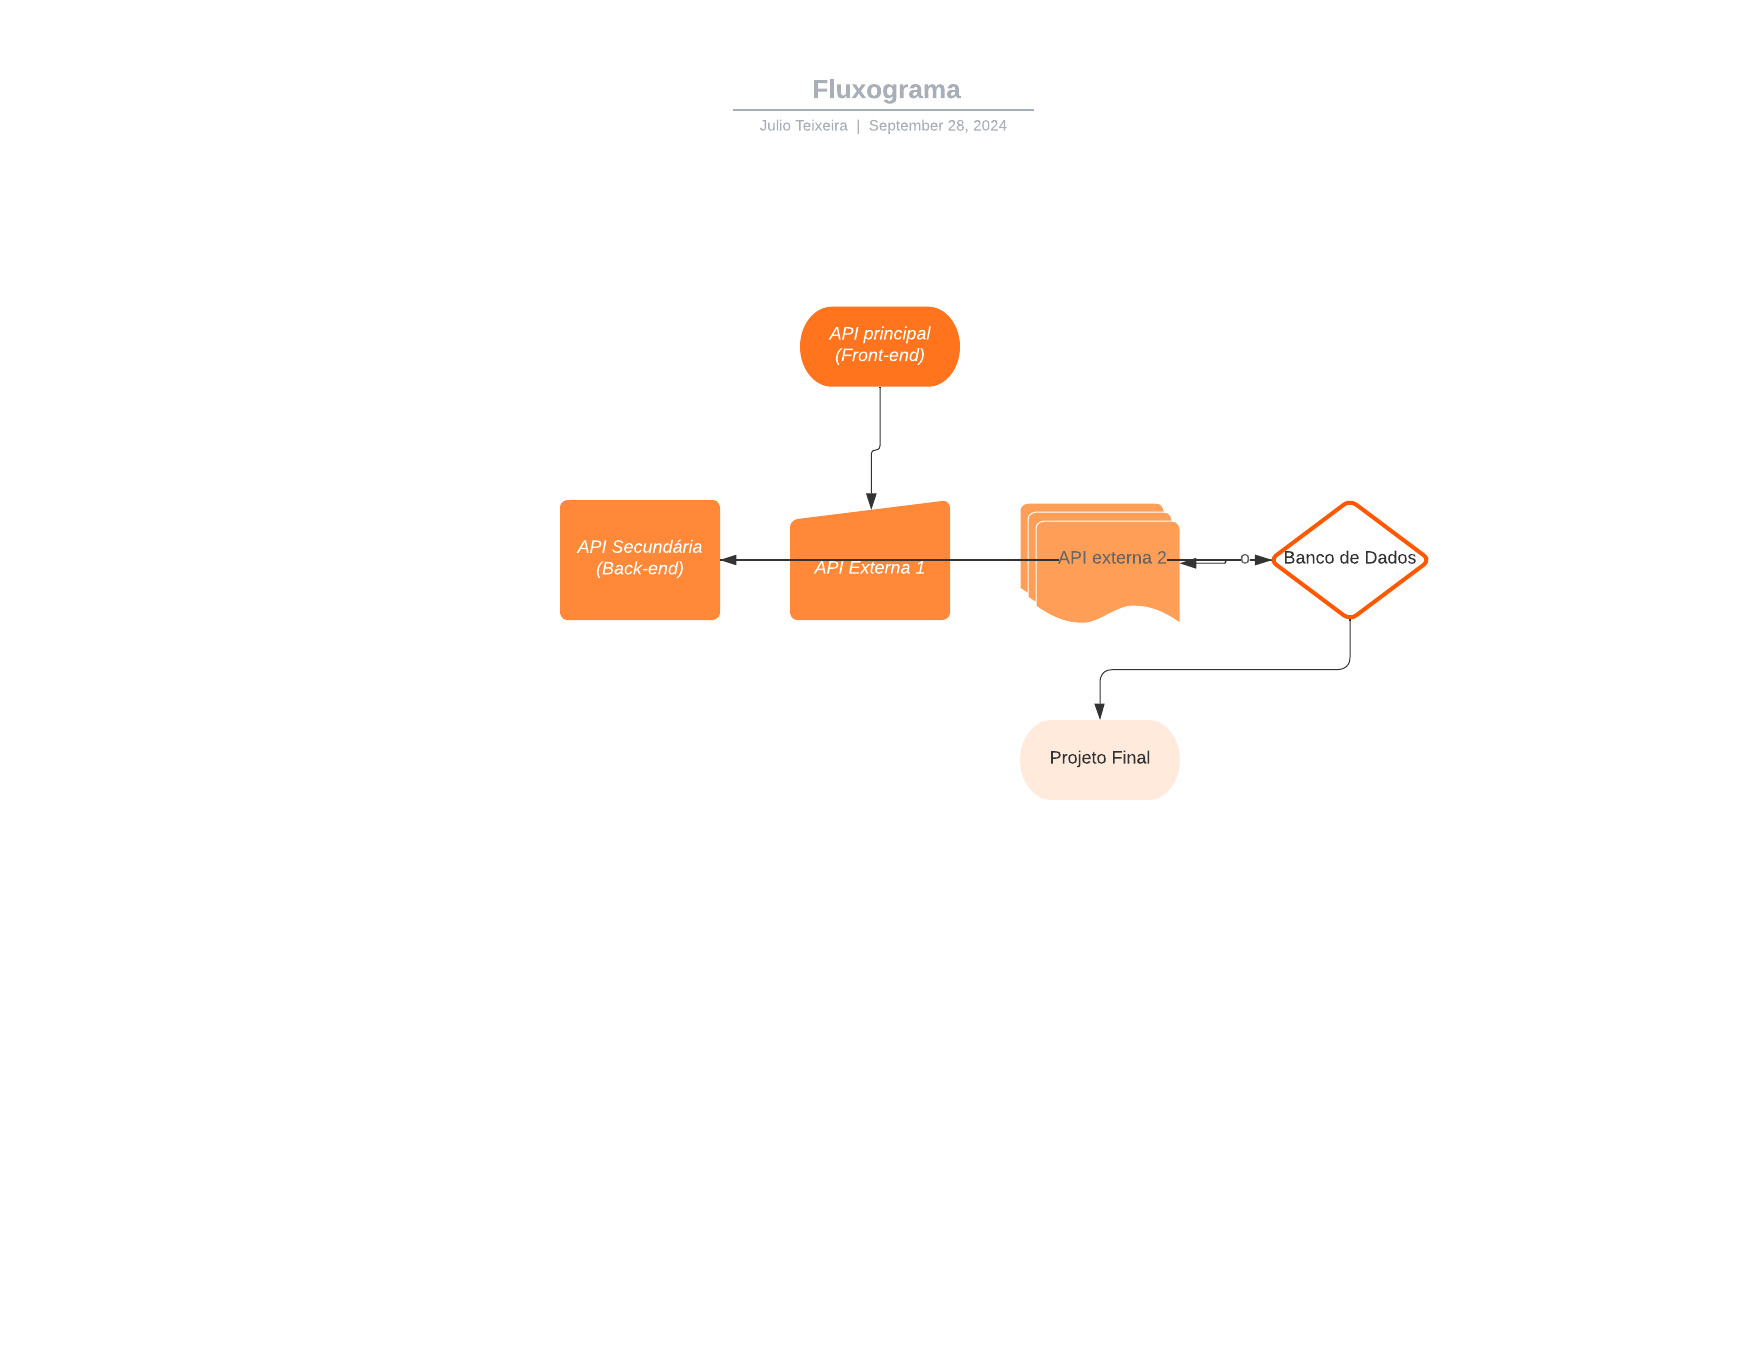 Fluxograma
Julio Teixeira | September 28, 2024
API principal
(Front-end)
API Secundária
(Back-end)
API Externa 1
API externa 2
o
Banco de Dados
Projeto Final